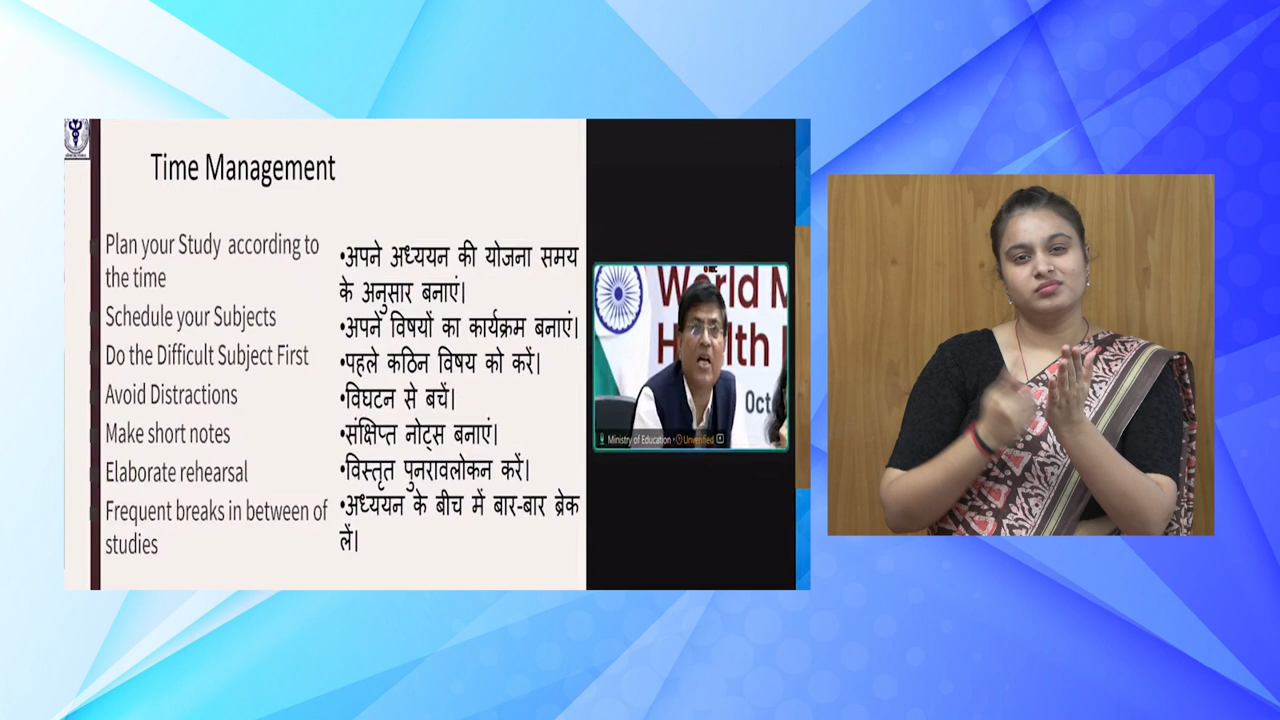 Time Management
Plan your Study according to
the time
Schedule your Subjects
Do the Difficult Subject First
Avoid Distractions
Make short notes
Elaborate rehearsal
Frequent breaks in between of
studies
•अपने अध्ययन की योजना समय
के अनुसार बनाएं।
•अपने विषयों का कार्यक्रम बनाएं।
•पहले कठिन विषय को करें।
•विघटन से बचें।
•संक्षिप्त नोट्स बनाएं।
•विस्तृत पुनरावलोकन करें।
•अध्ययन के बीच में बार-बार ब्रेक
लें।
World M
Health
Oct
Ministry of Education • Unverified